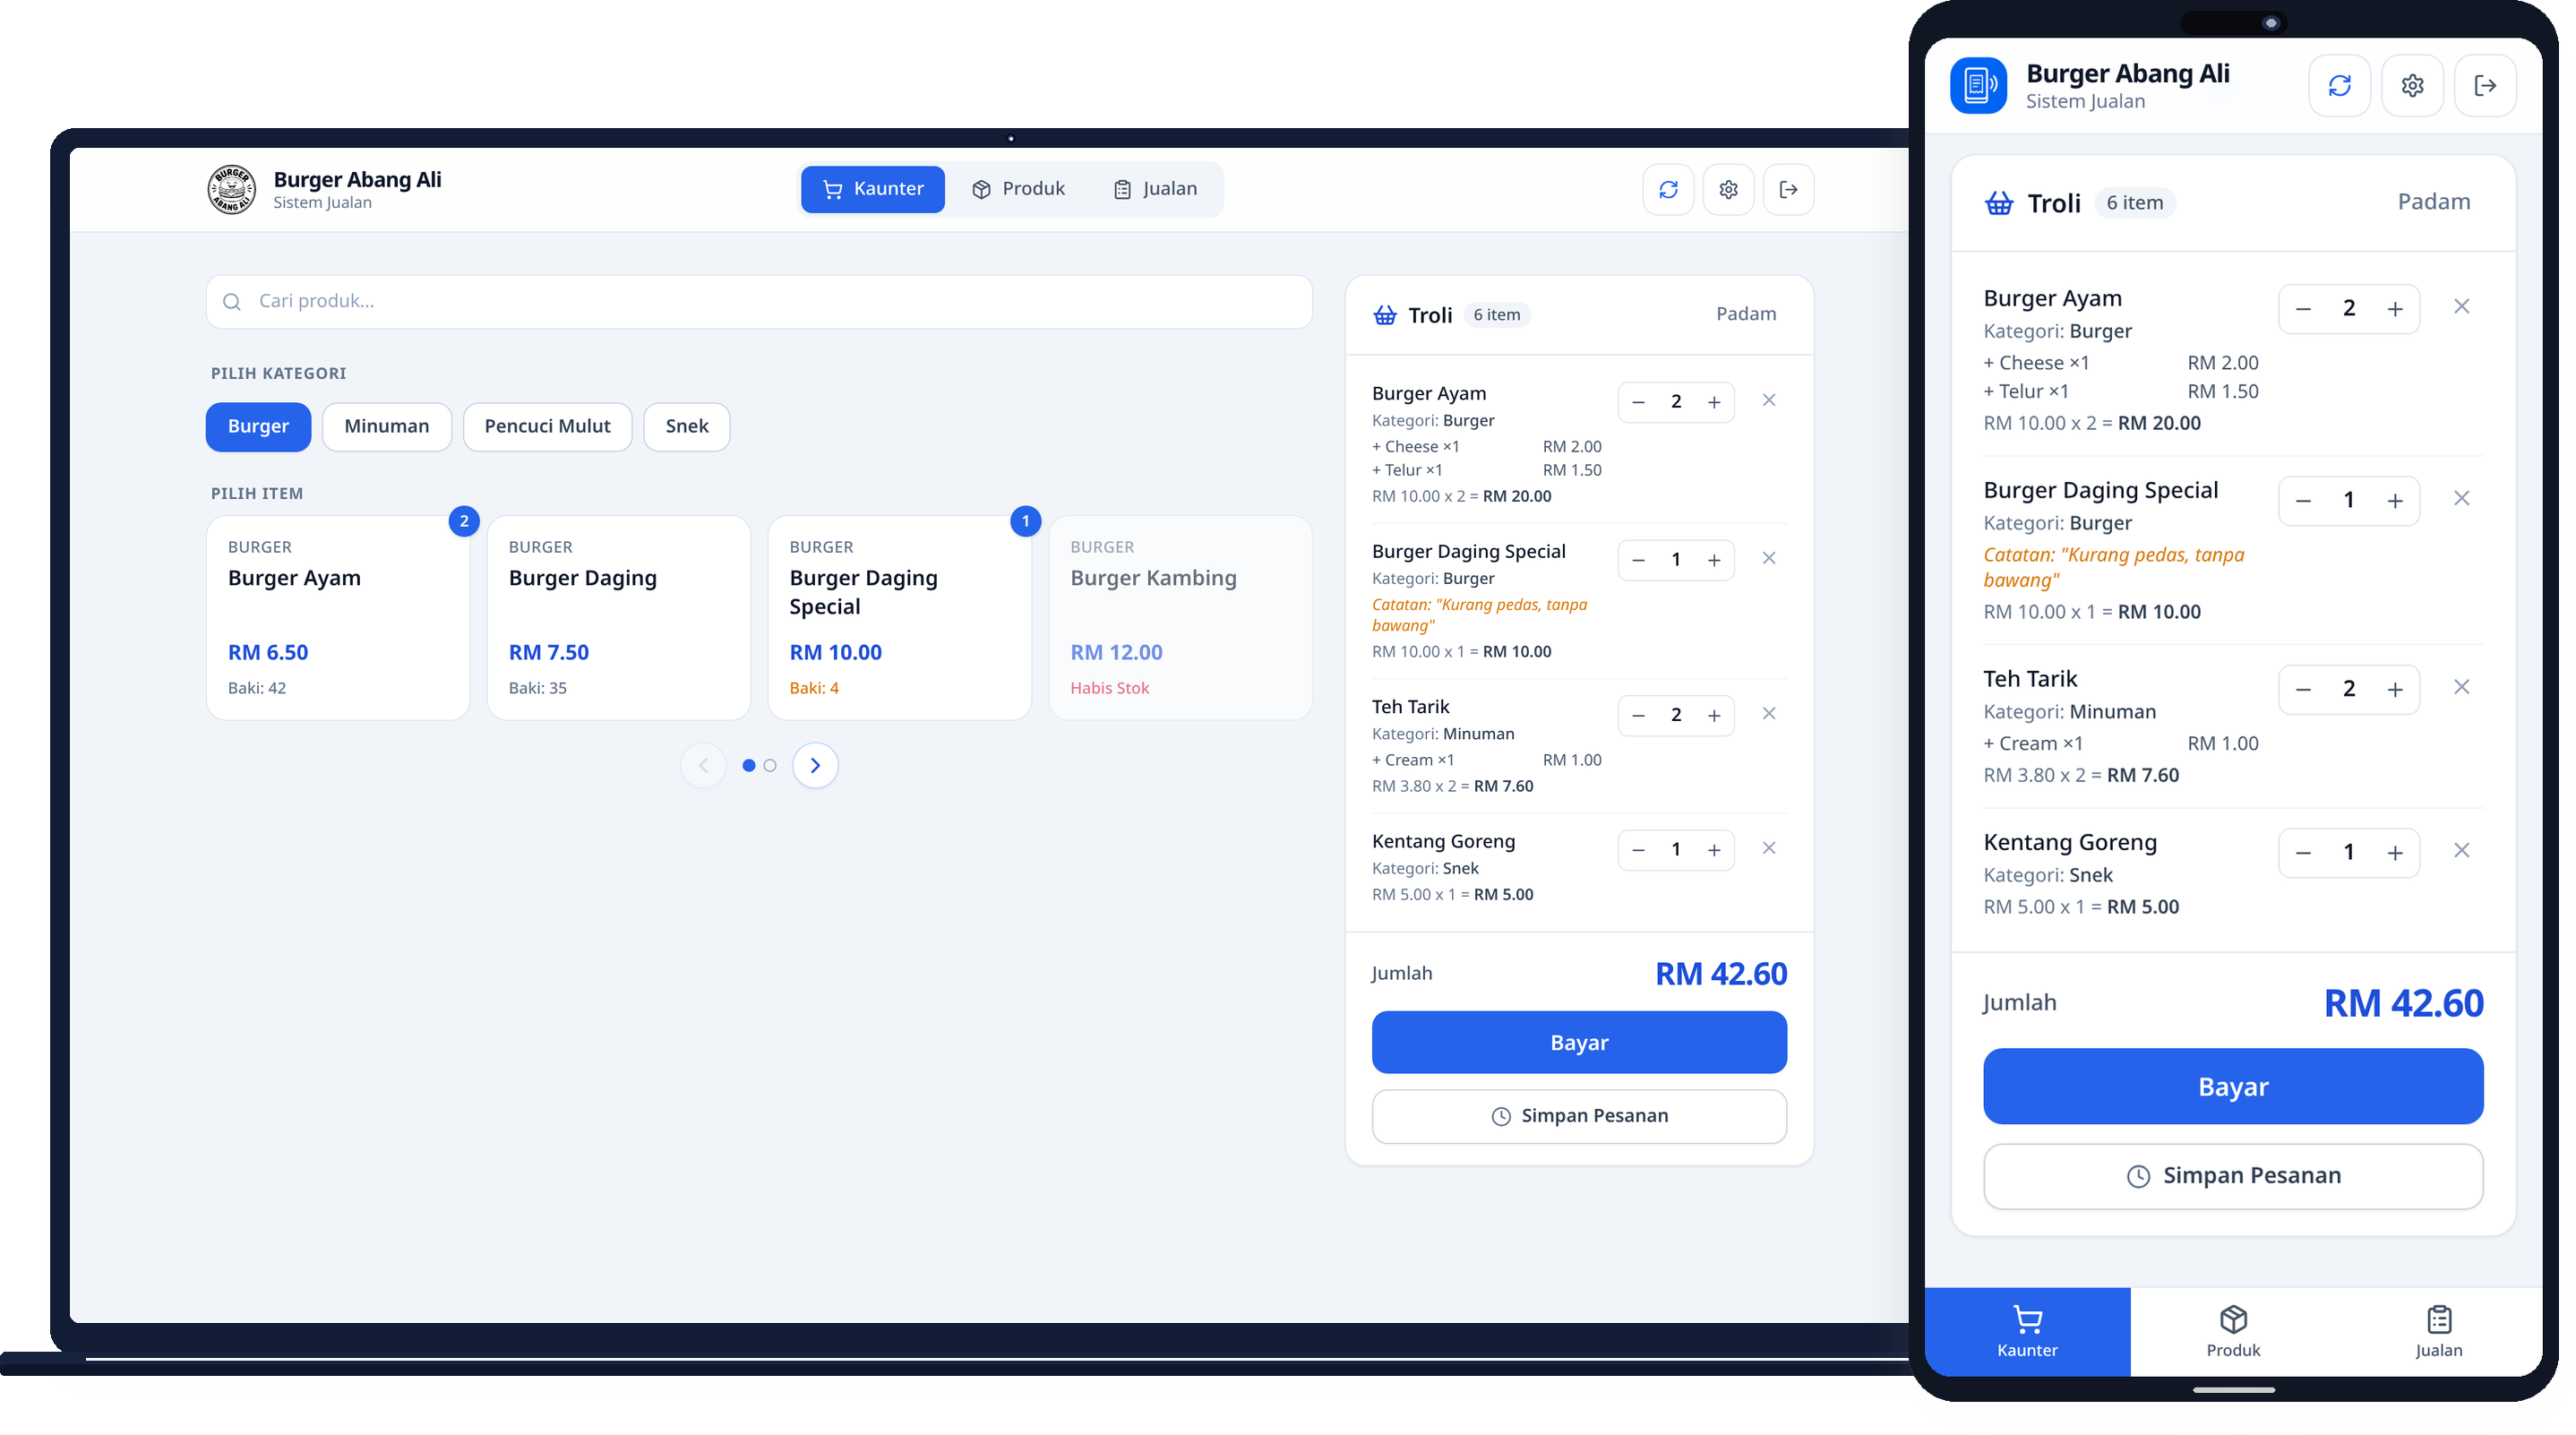 BURGER
ABANG ALI
Burger Abang Ali
Sistem Jualan
Kaunter
Produk
Jualan
Cari produk...
PILIH KATEGORI
Burger
Minuman
Pencuci Mulut
Snek
PILIH ITEM
2
BURGER
Burger Ayam
RM 6.50
Baki: 42
BURGER
Burger Daging
RM 7.50
Baki: 35
1
BURGER
Burger Daging
Special
RM 10.00
Baki: 4
BURGER
Burger Kambing
RM 12.00
Habis Stok
Troli 6 item Padam
Burger Ayam − 2 +
Kategori: Burger
+ Cheese ×1 RM 2.00
+ Telur ×1 RM 1.50
RM 10.00 x 2 = RM 20.00
Burger Daging Special − 1 +
Kategori: Burger
Catatan: "Kurang pedas, tanpa
bawang"
RM 10.00 x 1 = RM 10.00
Teh Tarik − 2 +
Kategori: Minuman
+ Cream ×1 RM 1.00
RM 3.80 x 2 = RM 7.60
Kentang Goreng − 1 +
Kategori: Snek
RM 5.00 x 1 = RM 5.00
Jumlah RM 42.60
Bayar
Simpan Pesanan
Burger Abang Ali
Sistem Jualan
Troli 6 item Padam
Burger Ayam − 2 +
Kategori: Burger
+ Cheese ×1 RM 2.00
+ Telur ×1 RM 1.50
RM 10.00 x 2 = RM 20.00
Burger Daging Special − 1 +
Kategori: Burger
Catatan: "Kurang pedas, tanpa
bawang"
RM 10.00 x 1 = RM 10.00
Teh Tarik − 2 +
Kategori: Minuman
+ Cream ×1 RM 1.00
RM 3.80 x 2 = RM 7.60
Kentang Goreng − 1 +
Kategori: Snek
RM 5.00 x 1 = RM 5.00
Jumlah RM 42.60
Bayar
Simpan Pesanan
Kaunter
Produk
Jualan